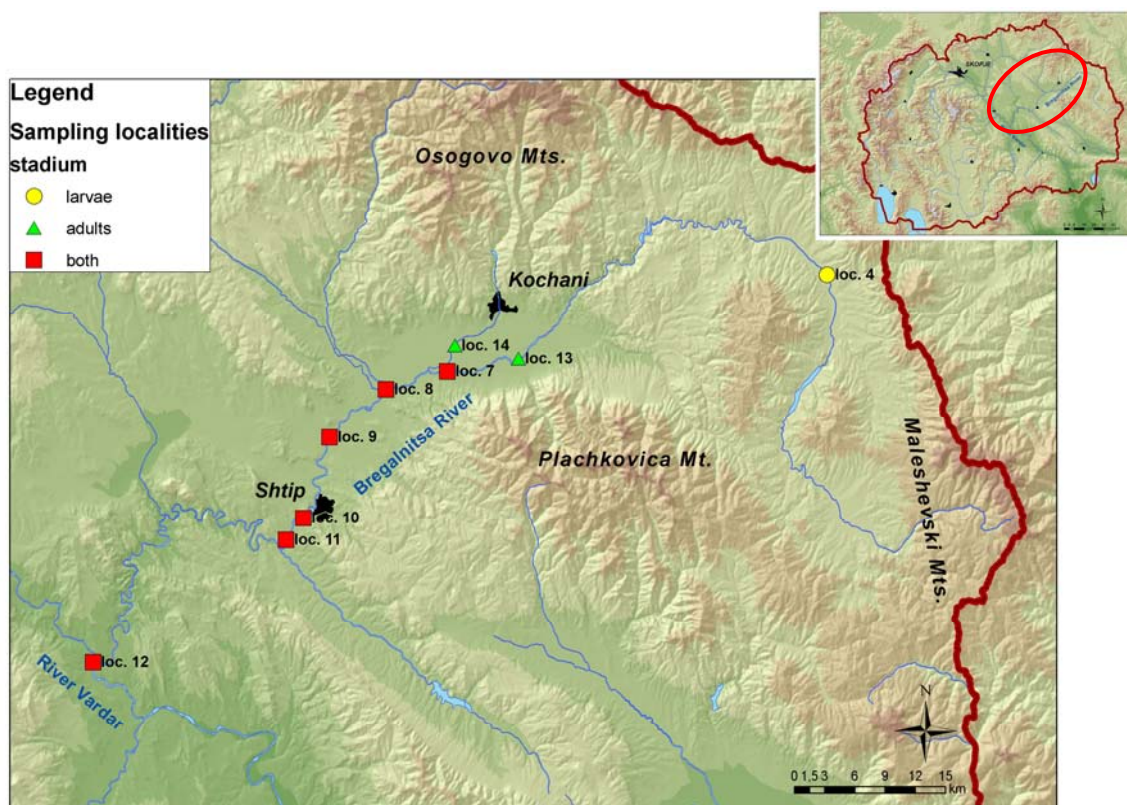 Legend
Sampling localities
stadium
larvae
adults
both
SKOPJE
Osogovo Mts.
Kochani
loc. 4
loc. 14
loc. 13
loc. 7
loc. 8
loc. 9
Bregalnitsa River
Plachkovica Mt.
Maleshevski Mts.
Shtip
loc. 10
loc. 11
loc. 12
River Vardar
N
0 1,5 3 6 9 12 15
km